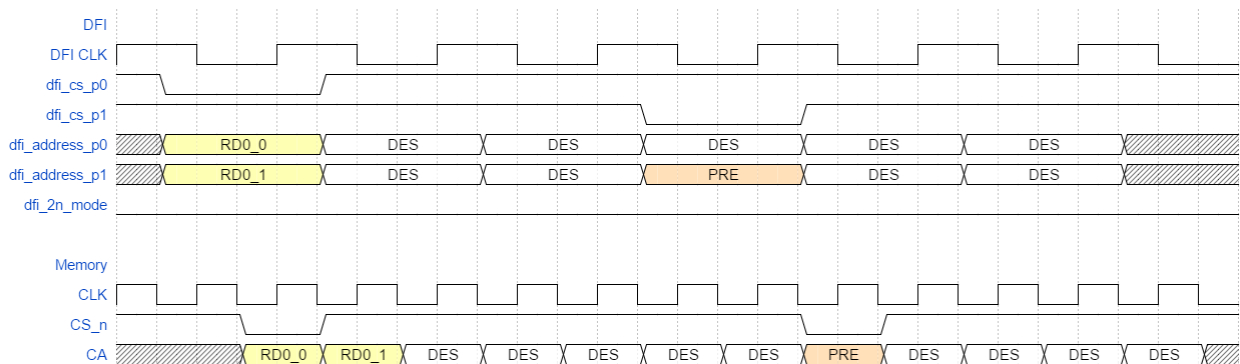 DFI
DFI CLK
dfi_cs_p0
dfi_cs_p1
dfi_address_p0 RD0_0 DES DES DES DES DES
dfi_address_p1 RD0_1 DES DES PRE DES DES
dfi_2n_mode
Memory
CLK
CS_n
CA RD0_0 RD0_1 DES DES DES DES DES PRE DES DES DES DES